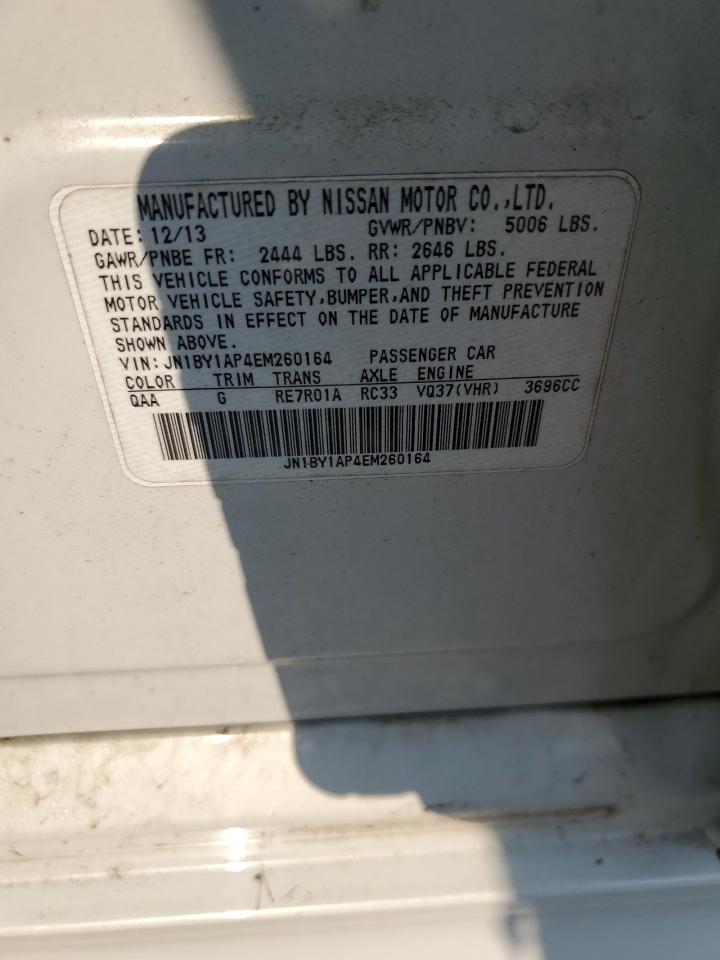 MANUFACTURED BY NISSAN MOTOR CO.,LTD.
DATE: 12/13 GVWR/PNBV: 5006 LBS.
GAWR/PNBE FR: 2444 LBS. RR: 2646 LBS.
THIS VEHICLE CONFORMS TO ALL APPLICABLE FEDERAL
MOTOR VEHICLE SAFETY,BUMPER,AND THEFT PREVENTION
STANDARDS IN EFFECT ON THE DATE OF MANUFACTURE
SHOWN ABOVE.
VIN: JN1BY1AP4EM260164 PASSENGER CAR
COLOR TRIM TRANS AXLE ENGINE
QAA G RE7R01A RC33 VQ37(VHR) 3696CC
JN1BY1AP4EM260164